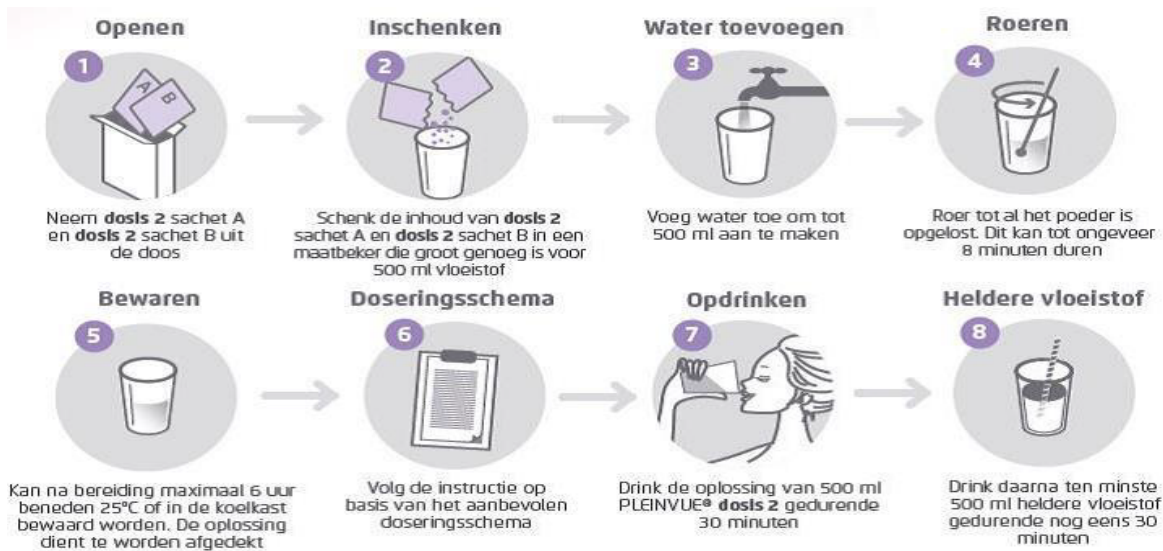 Openen
1
A
B
Neem dosis 2 sachet A
en dosis 2 sachet B uit
de doos
Inschenken
2
Schenk de inhoud van dosis 2
sachet A en dosis 2 sachet B in een
maatbeker die groot genoeg is voor
500 ml vloeistof
Water toevoegen
3
Voeg water toe om tot
500 ml aan te maken
Roeren
4
Roer tot al het poeder is
opgelost. Dit kan tot ongeveer
8 minuten duren
Bewaren
5
Kan na bereiding maximaal 6 uur
beneden 25°C of in de koelkast
bewaard worden. De oplossing
dient te worden afgedekt
Doseringsschema
6
Volg de instructie op
basis van het aanbevolen
doseringsschema
Opdrinken
7
Drink de oplossing van 500 ml
PLEINVUE® dosis 2 gedurende
30 minuten
Heldere vloeistof
8
Drink daarna ten minste
500 ml heldere vloeistof
gedurende nog eens 30
minuten